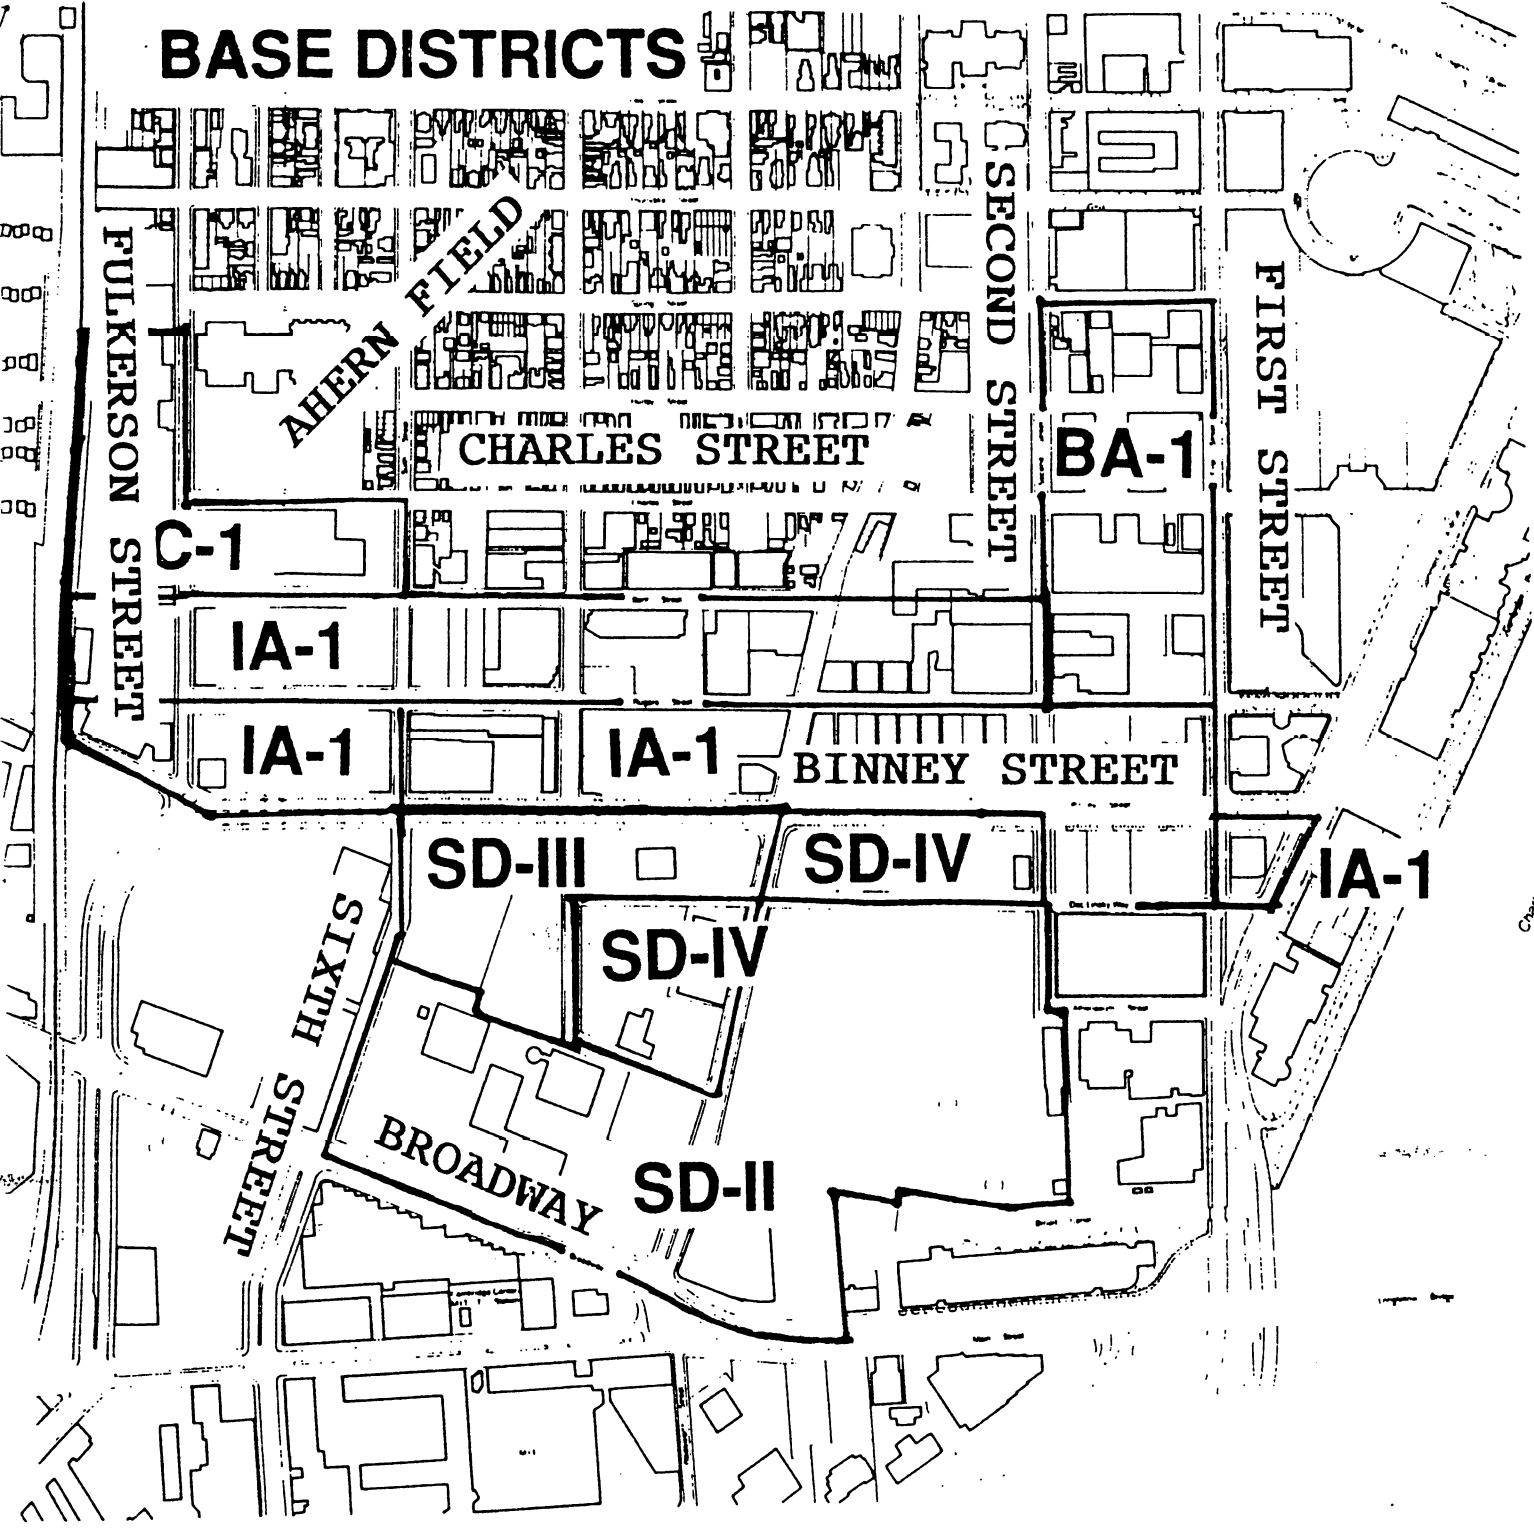 BASE DISTRICTS
FULKERSON STREET
AHERN FIELD
SECOND STREET
FIRST STREET
CHARLES STREET
BA-1
C-1
IA-1
IA-1
IA-1
BINNEY STREET
SD-III
SD-IV
IA-1
SIXTH STREET
SD-IV
BROADWAY
SD-II